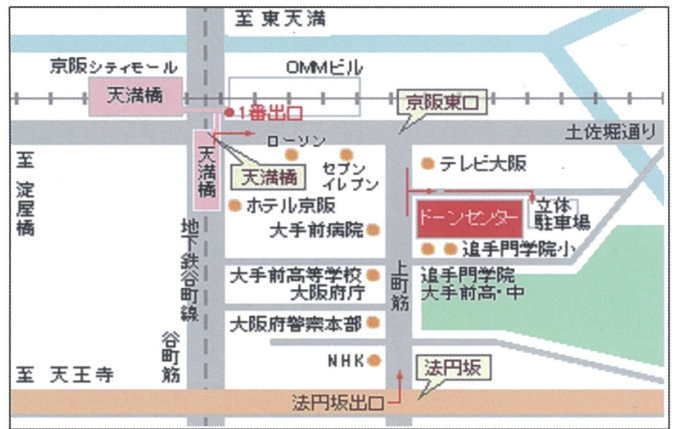 至 東天満
京阪シティモール
OMMビル
天満橋
京阪東口
1番出口
土佐堀通り
ローソン
至 淀屋橋
天満橋
天満橋
セブン
イレブン
テレビ大阪
ホテル京阪
ドーンセンター
立体
駐車場
大手前病院
追手門学院小
地下鉄谷町線
大手前高等学校
大阪府庁
上町筋
追手門学院
大手前高・中
大阪府警察本部
谷町筋
NHK
法円坂
至 天王寺
法円坂出口